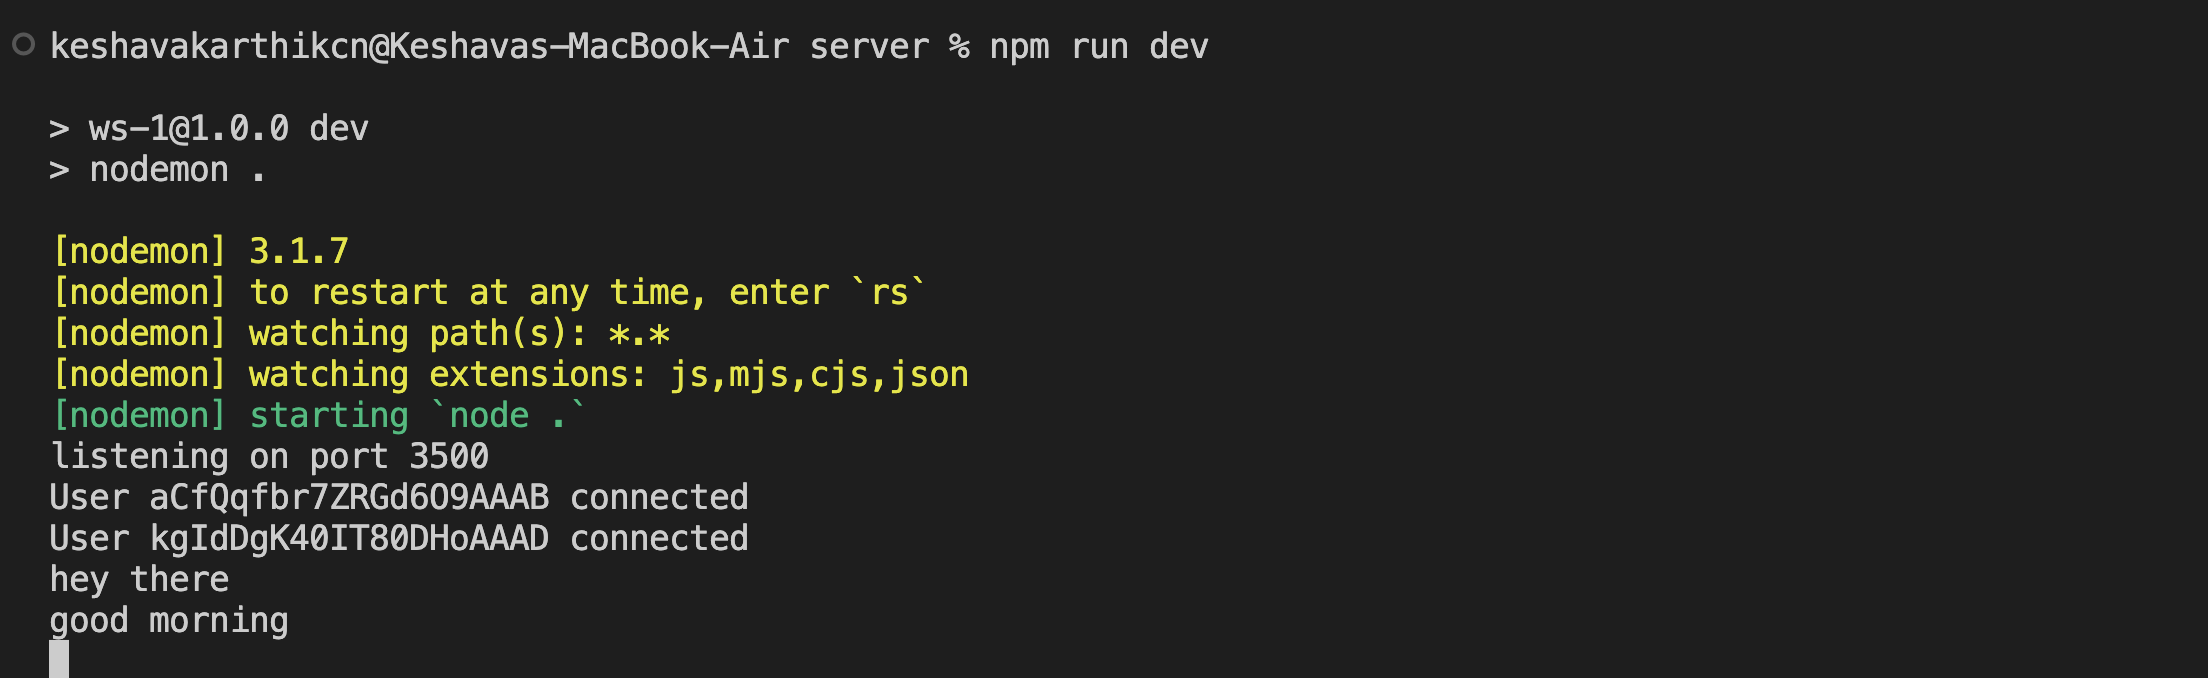 keshavakarthikcn@Keshavas-MacBook-Air server % npm run dev
> ws-1@1.0.0 dev
> nodemon .
[nodemon] 3.1.7
[nodemon] to restart at any time, enter `rs`
[nodemon] watching path(s): *.*
[nodemon] watching extensions: js,mjs,cjs,json
[nodemon] starting `node .`
listening on port 3500
User aCfQqfbr7ZRGd6O9AAAB connected
User kgIdDgK40IT80DHoAAAD connected
hey there
good morning